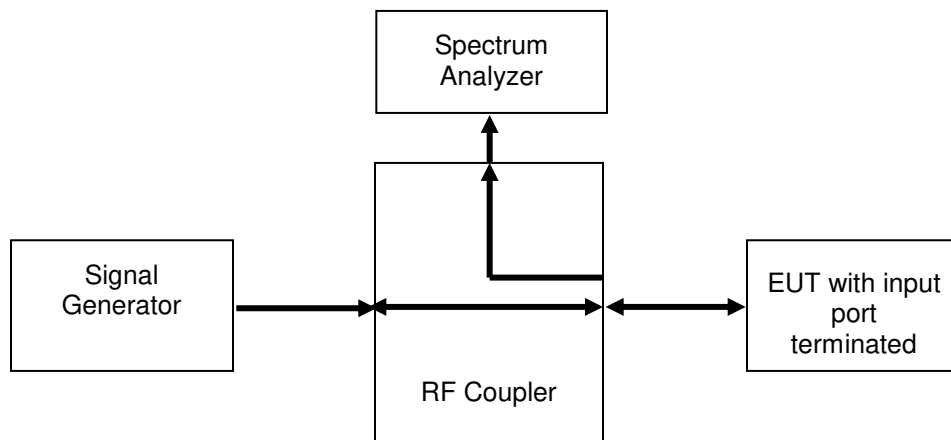 Spectrum
Analyzer
Signal
Generator
EUT with input
port
terminated
RF Coupler